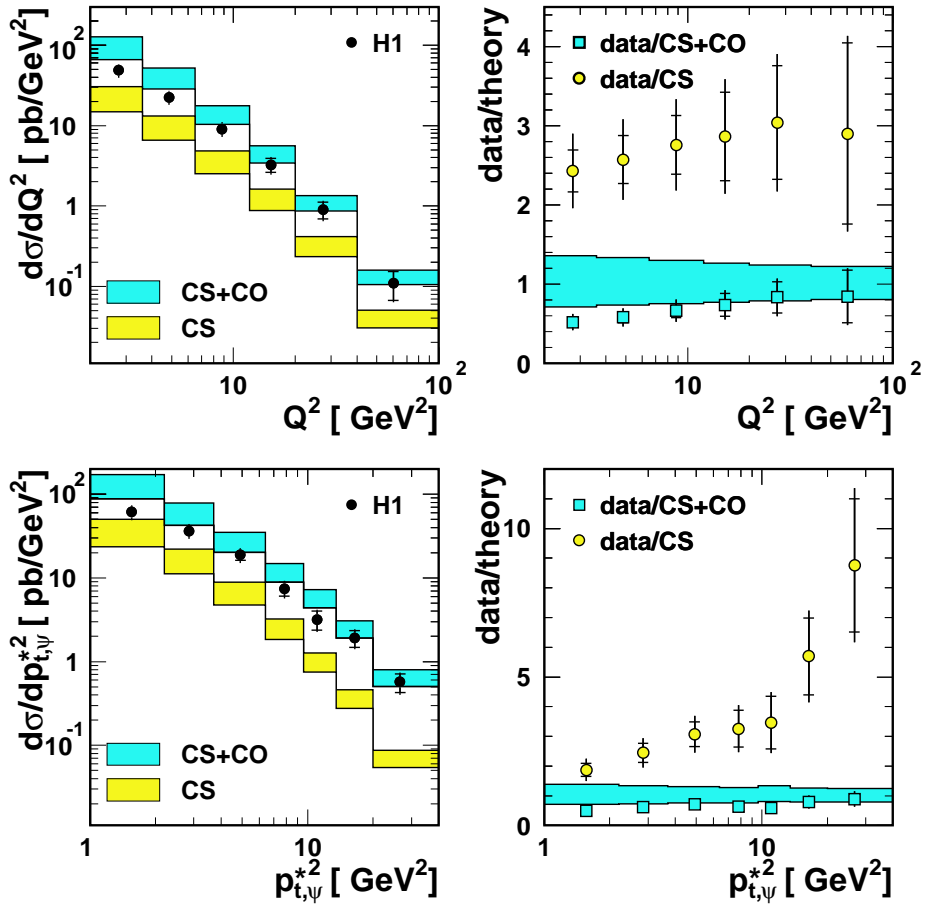 dσ/dQ² [ pb/GeV²]
10²
10
1
10⁻¹
H1
CS+CO
CS
10
10²
Q² [ GeV²]
data/theory
4
3
2
1
0
data/CS+CO
data/CS
10
10²
Q² [ GeV²]
dσ/dp*²t,ψ [ pb/GeV²]
10²
10
1
10⁻¹
H1
CS+CO
CS
1
10
p*²t,ψ [ GeV²]
data/theory
10
5
0
data/CS+CO
data/CS
1
10
p*²t,ψ [ GeV²]